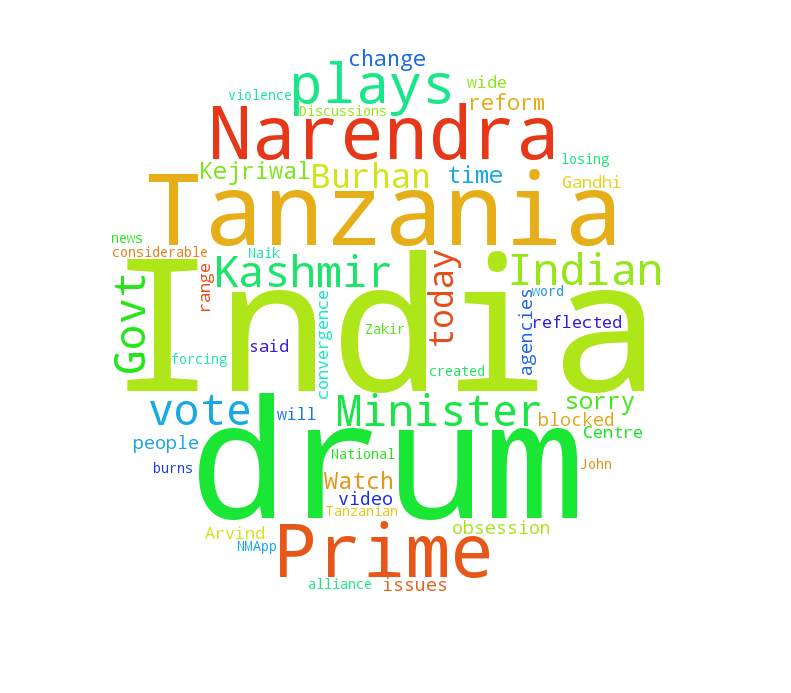 change
plays
wide
violence
Discussions
reform
Narendra
losing
Kejriwal
Burhan
time
Gandhi
Tanzania
news
considerable
Naik
range
Kashmir
today
Indian
Govt
India
convergence
Zakir
agencies
word
reflected
said
forcing
created
vote
will
Minister
sorry
blocked
Centre
people
drum
National
burns
Watch
John
video
Tanzanian
Arvind
obsession
NMApp
Prime
alliance
issues